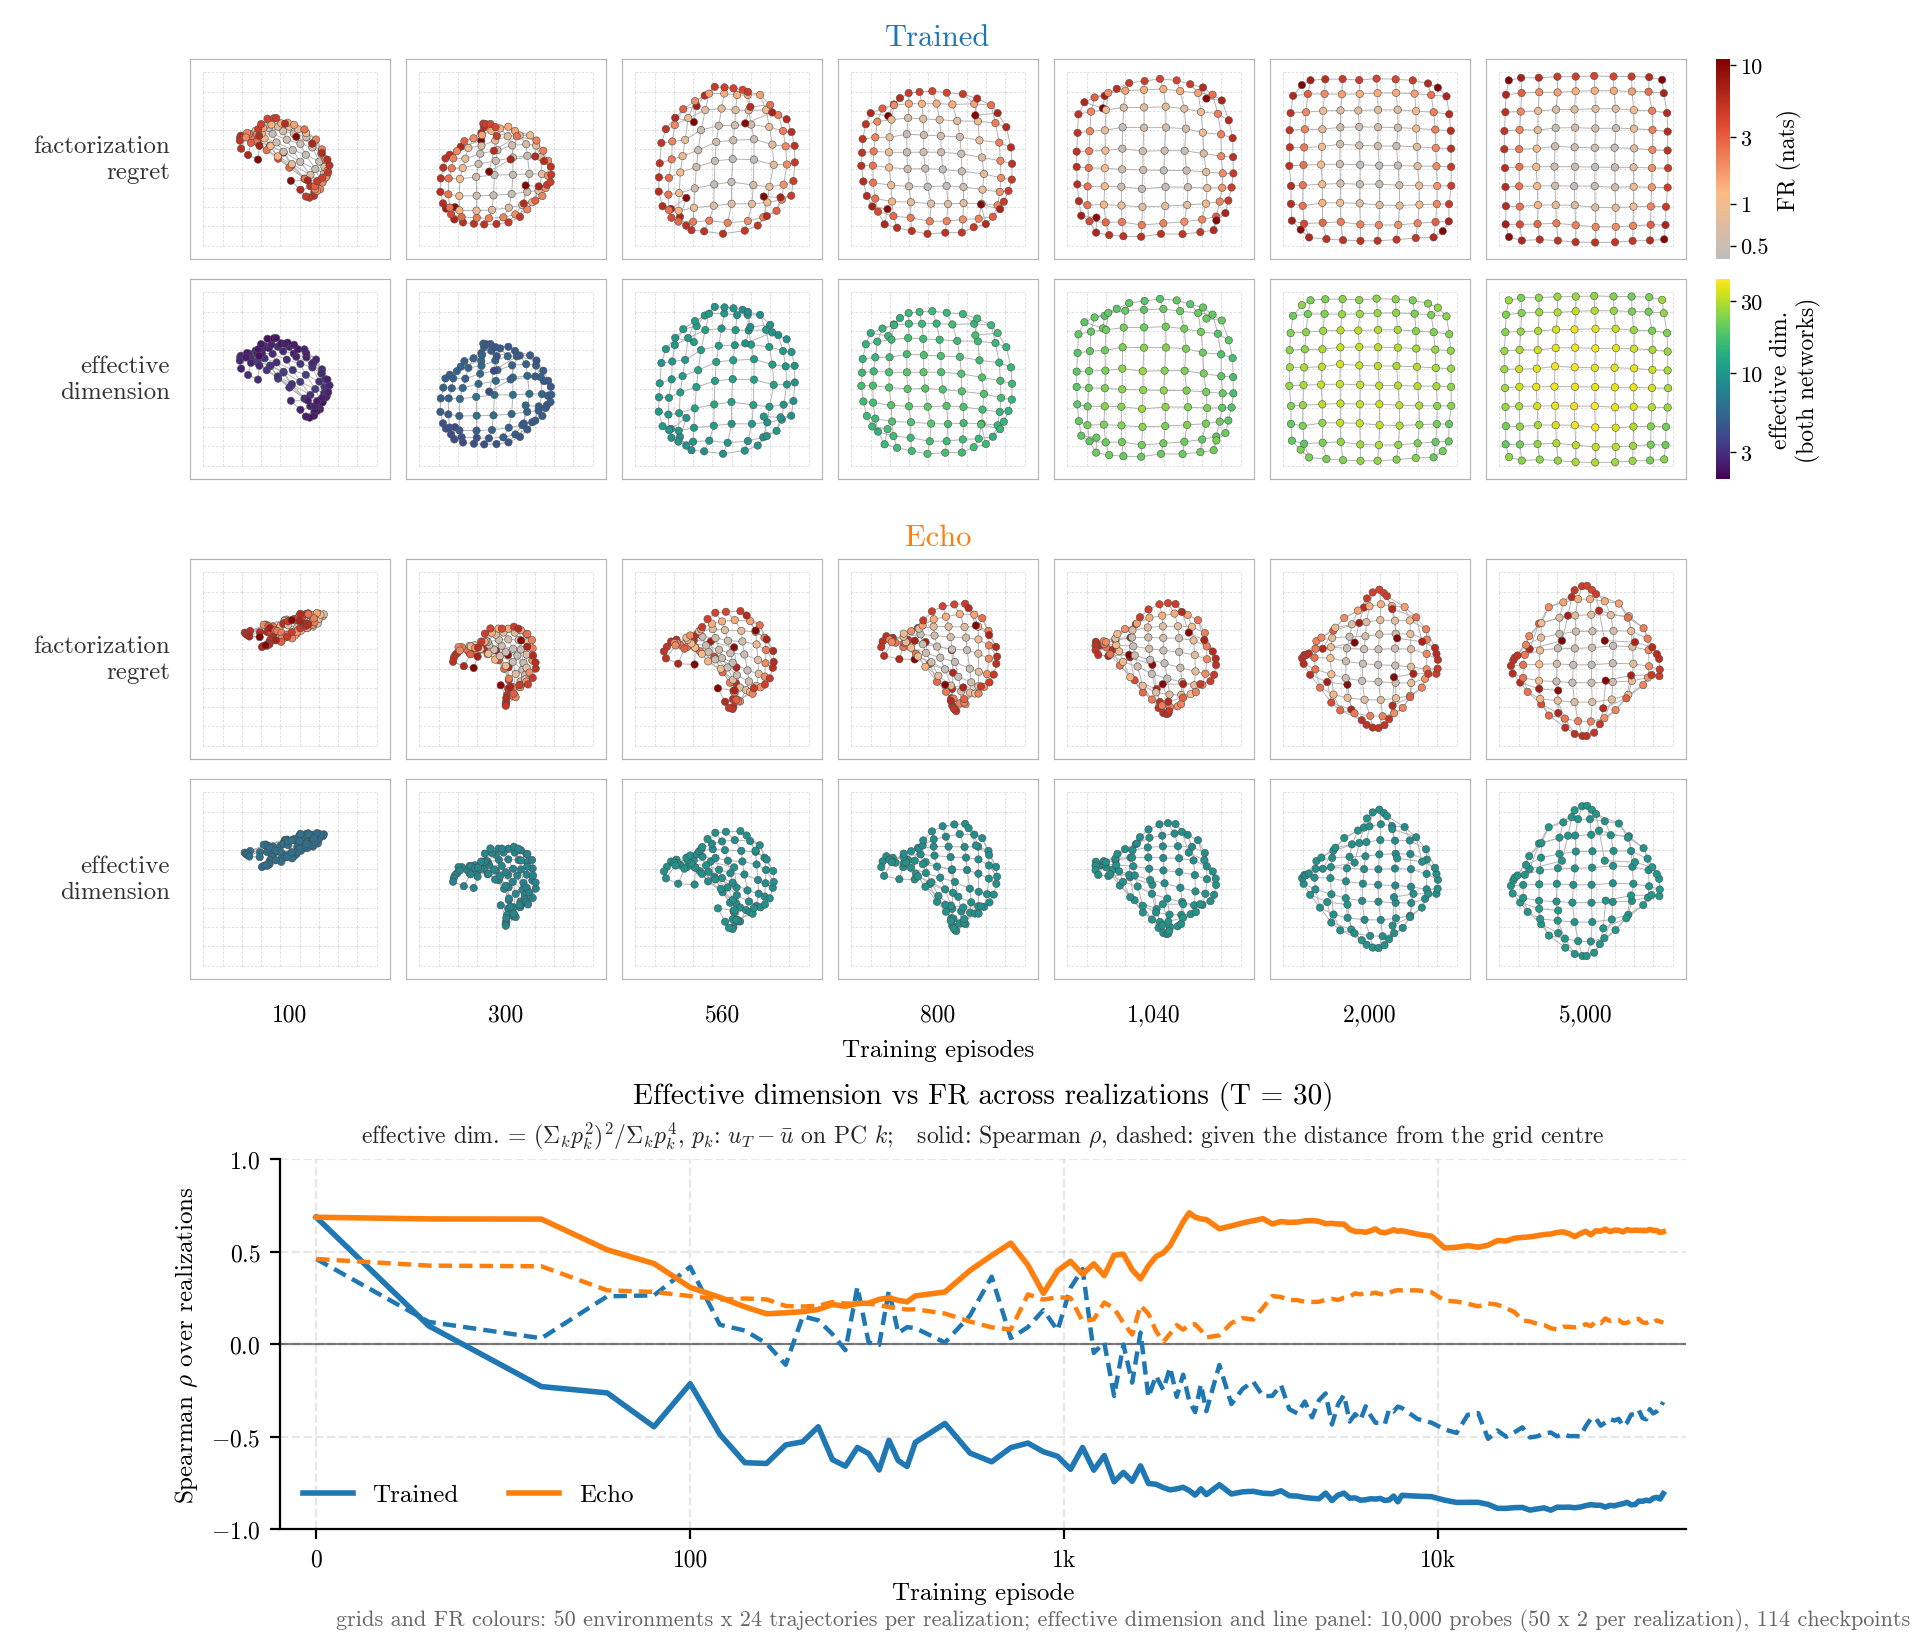 Trained
factorization
regret
10
3
1
0.5
FR (nats)
effective
dimension
30
10
3
effective dim.
(both networks)
Echo
factorization
regret
effective
dimension
100 300 560 800 1,040 2,000 5,000
Training episodes
Effective dimension vs FR across realizations (T = 30)
effective dim. = (Σ_k p_k^2)^2/Σ_k p_k^4, p_k: u_T − ū on PC k; solid: Spearman ρ, dashed: given the distance from the grid centre
1.0
0.5
0.0
−0.5
−1.0
Spearman ρ over realizations
Trained Echo
0 100 1k 10k
Training episode
grids and FR colours: 50 environments x 24 trajectories per realization; effective dimension and line panel: 10,000 probes (50 x 2 per realization), 114 checkpoints